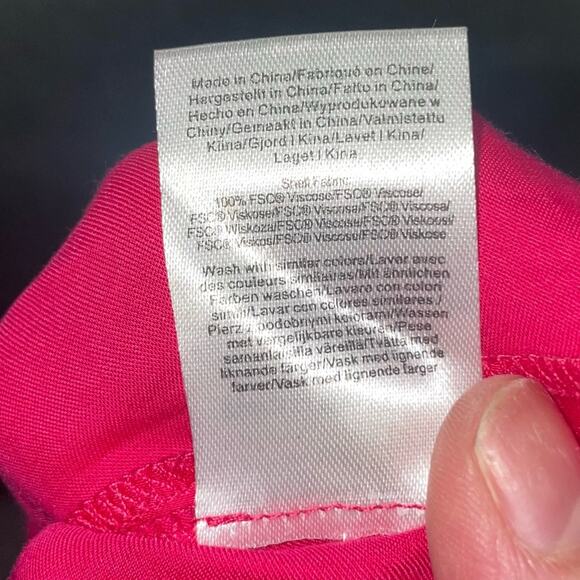 Made in China/Fabriqué en Chine/
Hergestellt in China/Fatto in China/
Hecho en China/Wyprodukowane w
Chiny/Gemaakt in China/Valmistettu
Kiina/Gjord i Kina/Lavet i Kina/
Laget i Kina
Shell Fabric
100% FSC® Viscose/FSC® Viscose/
FSC® Viskose/FSC® Viscosa/FSC® Viscosa/
FSC® Wiskoza/FSC® Viscose/FSC® Viskoosi/
FSC® Viskos/FSC® Viscose/FSC® Viskose
Wash with similar colors/Laver avec
des couleurs similaires/Mit ähnlichen
Farben waschen/Lavare con colori
simili/Lavar con colores similares /
Pierz z podobnymi kolorami/Wassen
met vergelijkbare kleuren/Pese
samanlaisilla väreillä/Tvätta med
liknande färger/Vask med lignende farger
farver/Vask med lignende farger